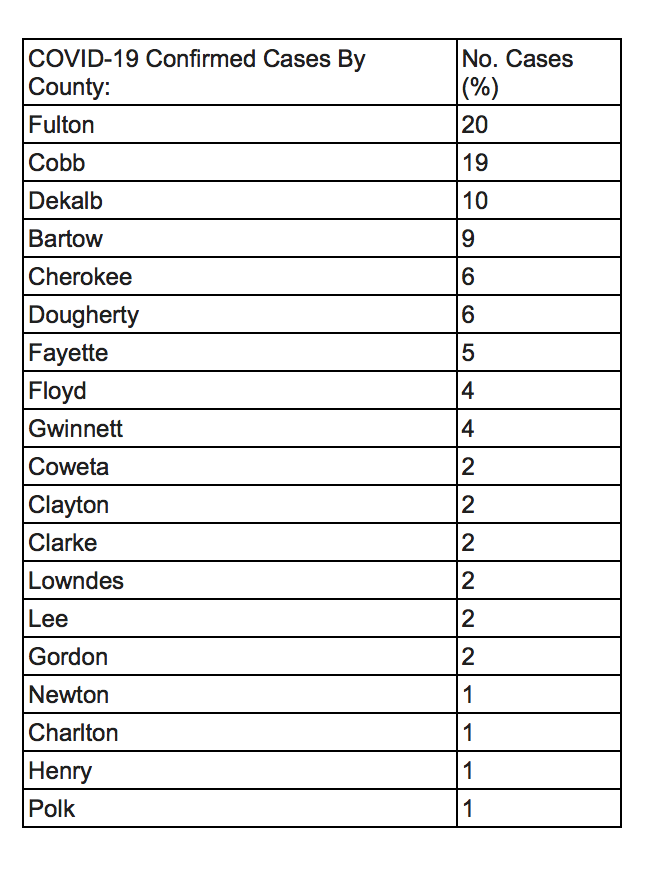 COVID-19 Confirmed Cases By No. Cases
County: (%)
Fulton 20
Cobb 19
Dekalb 10
Bartow 9
Cherokee 6
Dougherty 6
Fayette 5
Floyd 4
Gwinnett 4
Coweta 2
Clayton 2
Clarke 2
Lowndes 2
Lee 2
Gordon 2
Newton 1
Charlton 1
Henry 1
Polk 1